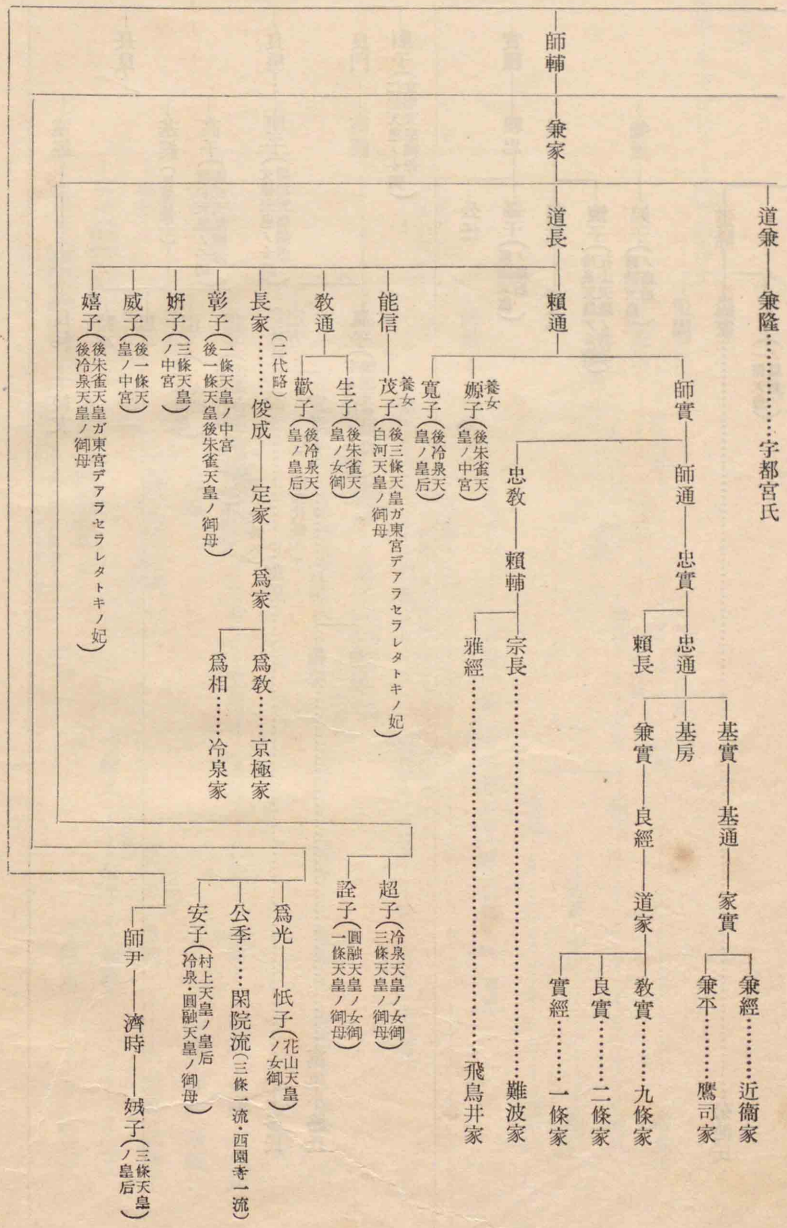 道兼――兼隆……………宇都宮氏
師輔――兼家――道長――賴通――師實――師通――忠實――忠通――基實――基通――家實――兼經………近衞家
兼平………鷹司家
基房
兼實――良經――道家――敎實………九條家
良實………二條家
實經………一條家
賴長
忠敎――賴輔――宗長……………難波家
雅經……………飛鳥井家
養女
嫄子(後朱雀天皇ノ中宮)
寬子(後冷泉天皇ノ皇后)
能信――養女
茂子(後三條天皇ガ東宮デアラセラレタトキノ妃
白河天皇ノ御母)
敎通――生子(後朱雀天皇ノ女御)
歡子(後冷泉天皇ノ皇后)
長家………(二代略)俊成――定家――爲家――爲敎……京極家
爲相……冷泉家
彰子(一條天皇ノ中宮
後一條天皇後朱雀天皇ノ御母)
姸子(三條天皇ノ中宮)
威子(後一條天皇ノ中宮)
嬉子(後朱雀天皇ガ東宮デアラセラレタトキノ妃
後冷泉天皇ノ御母)
超子(冷泉天皇ノ女御
三條天皇ノ御母)
詮子(圓融天皇ノ女御
一條天皇ノ御母)
爲光――忯子(花山天皇ノ女御)
公季……閑院流(三條一流・西園寺一流)
安子(村上天皇ノ皇后
冷泉・圓融天皇ノ御母)
師尹――濟時――娍子(三條天皇ノ皇后)